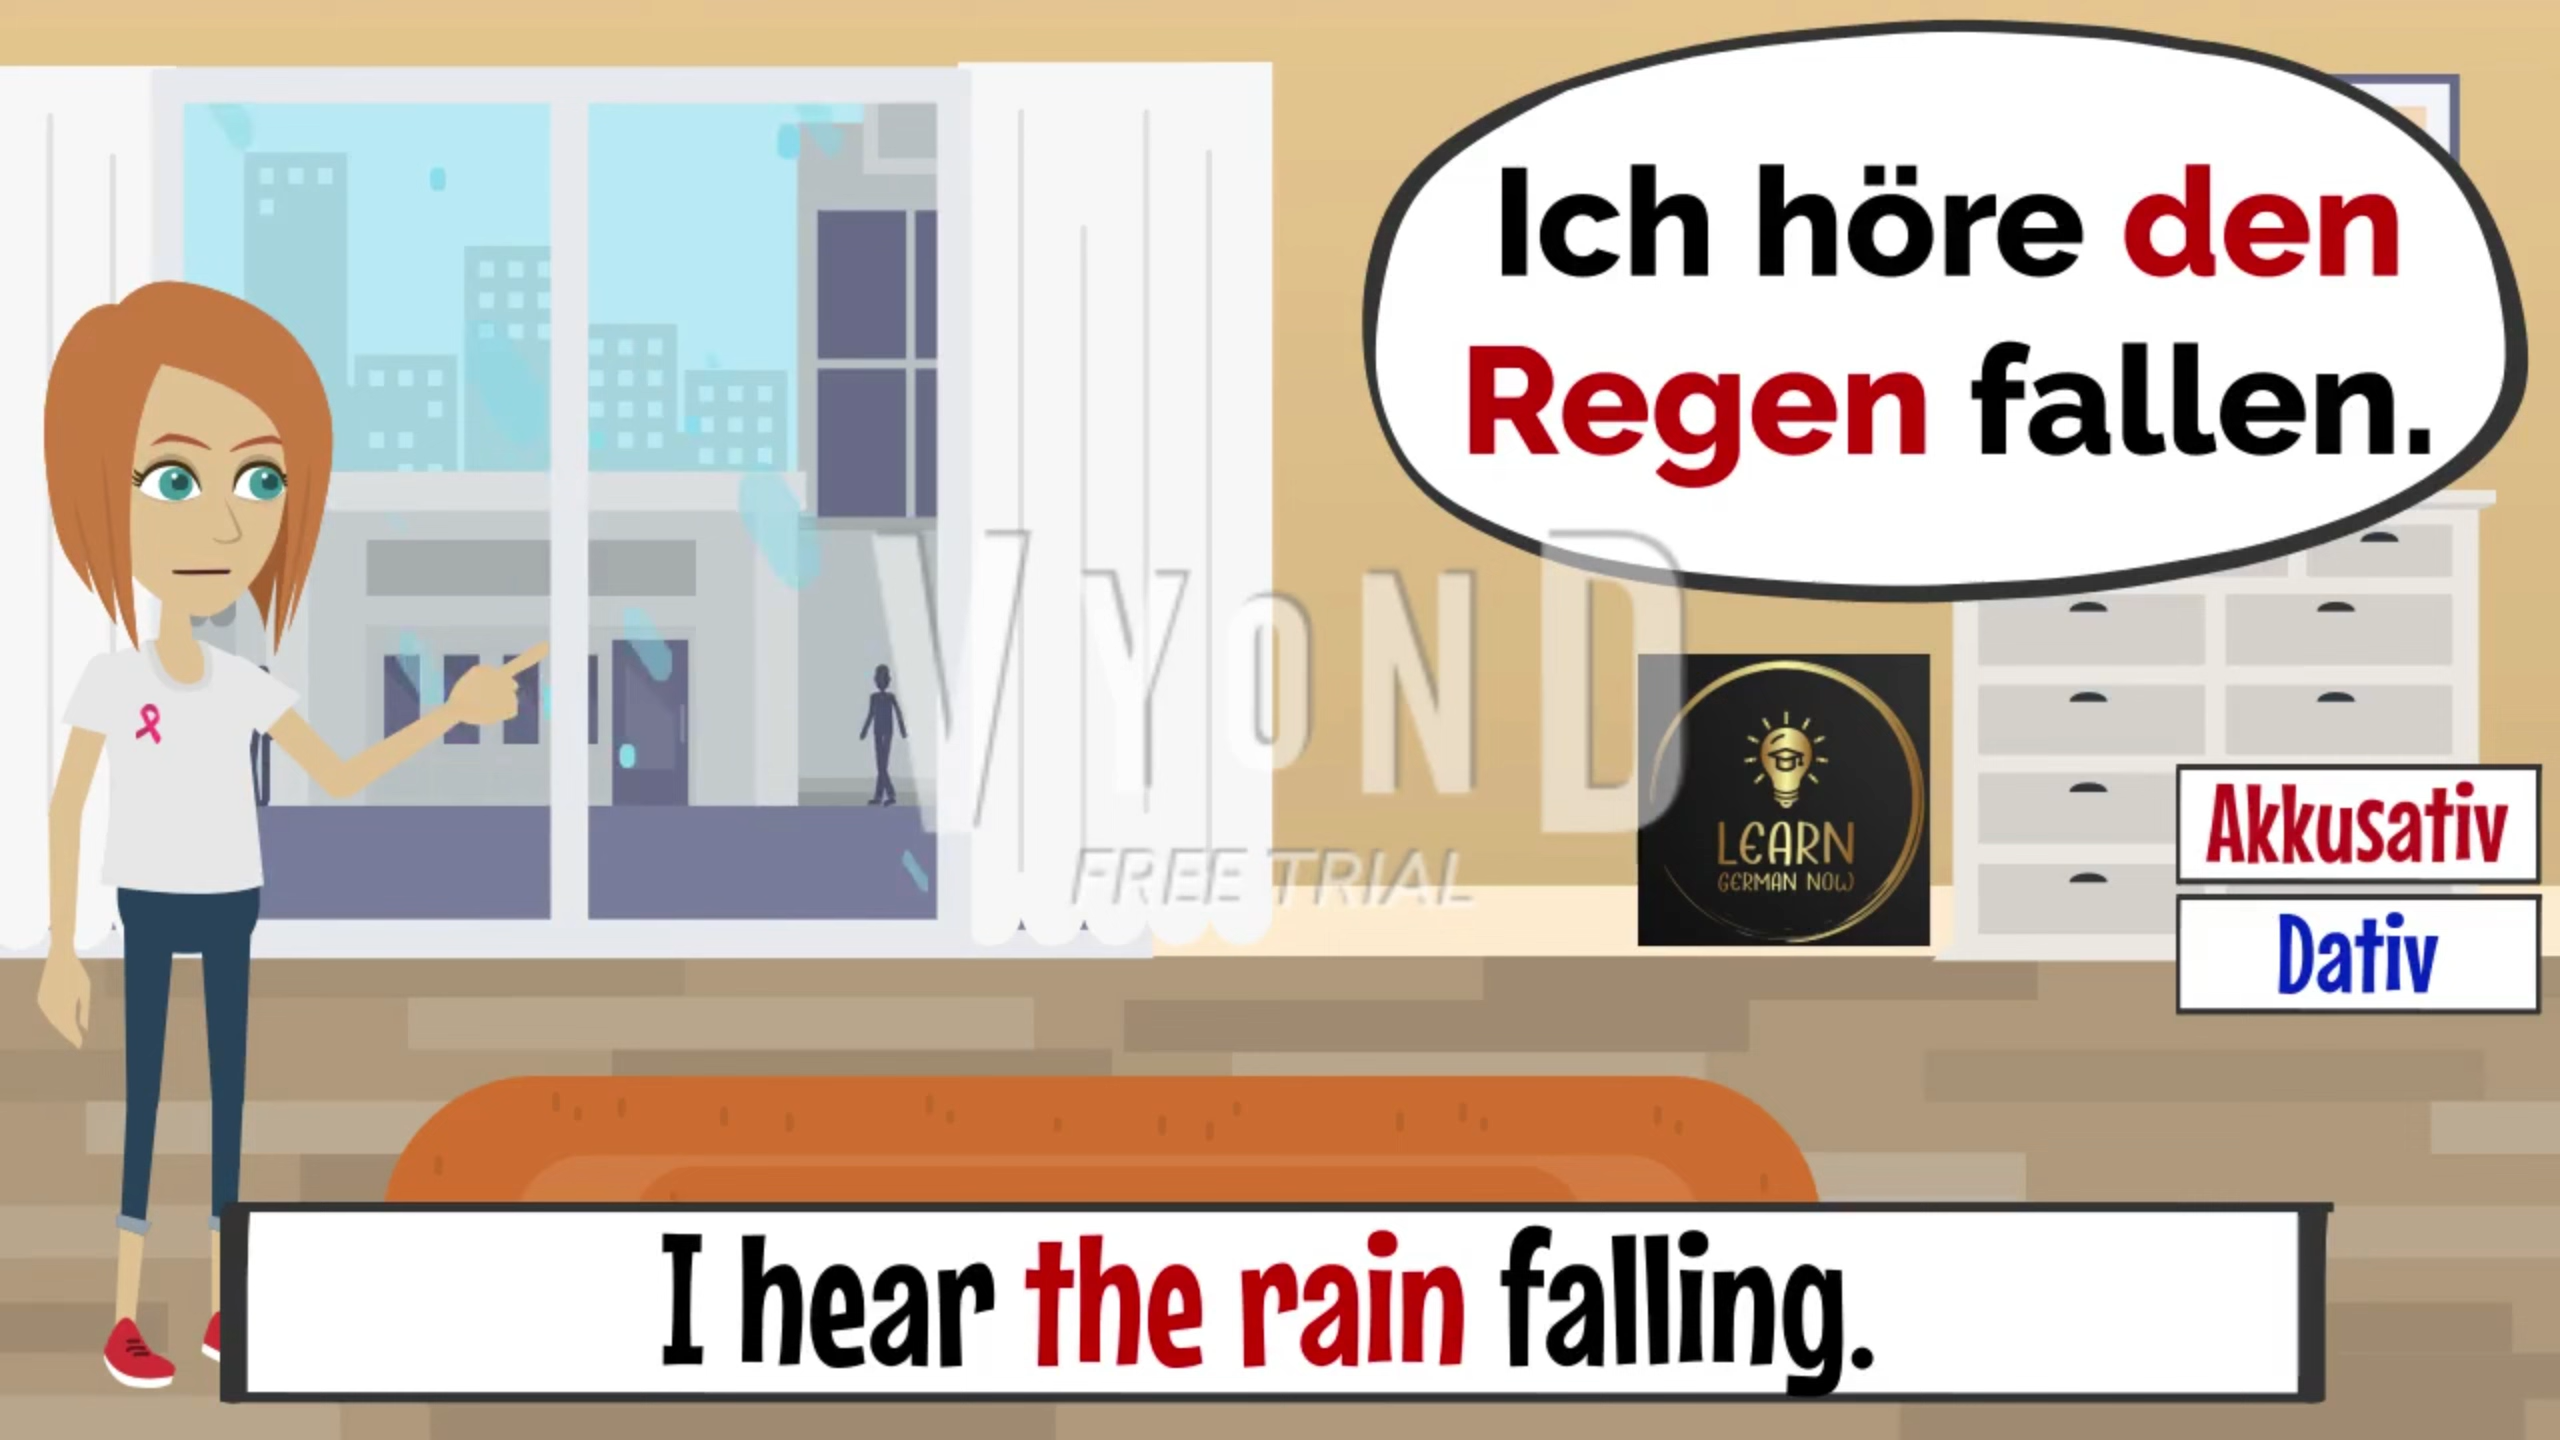 Ich höre den
Regen fallen.
VYOND
FREE TRIAL
LEARN
GERMAN NOW
Akkusativ
Dativ
I hear the rain falling.